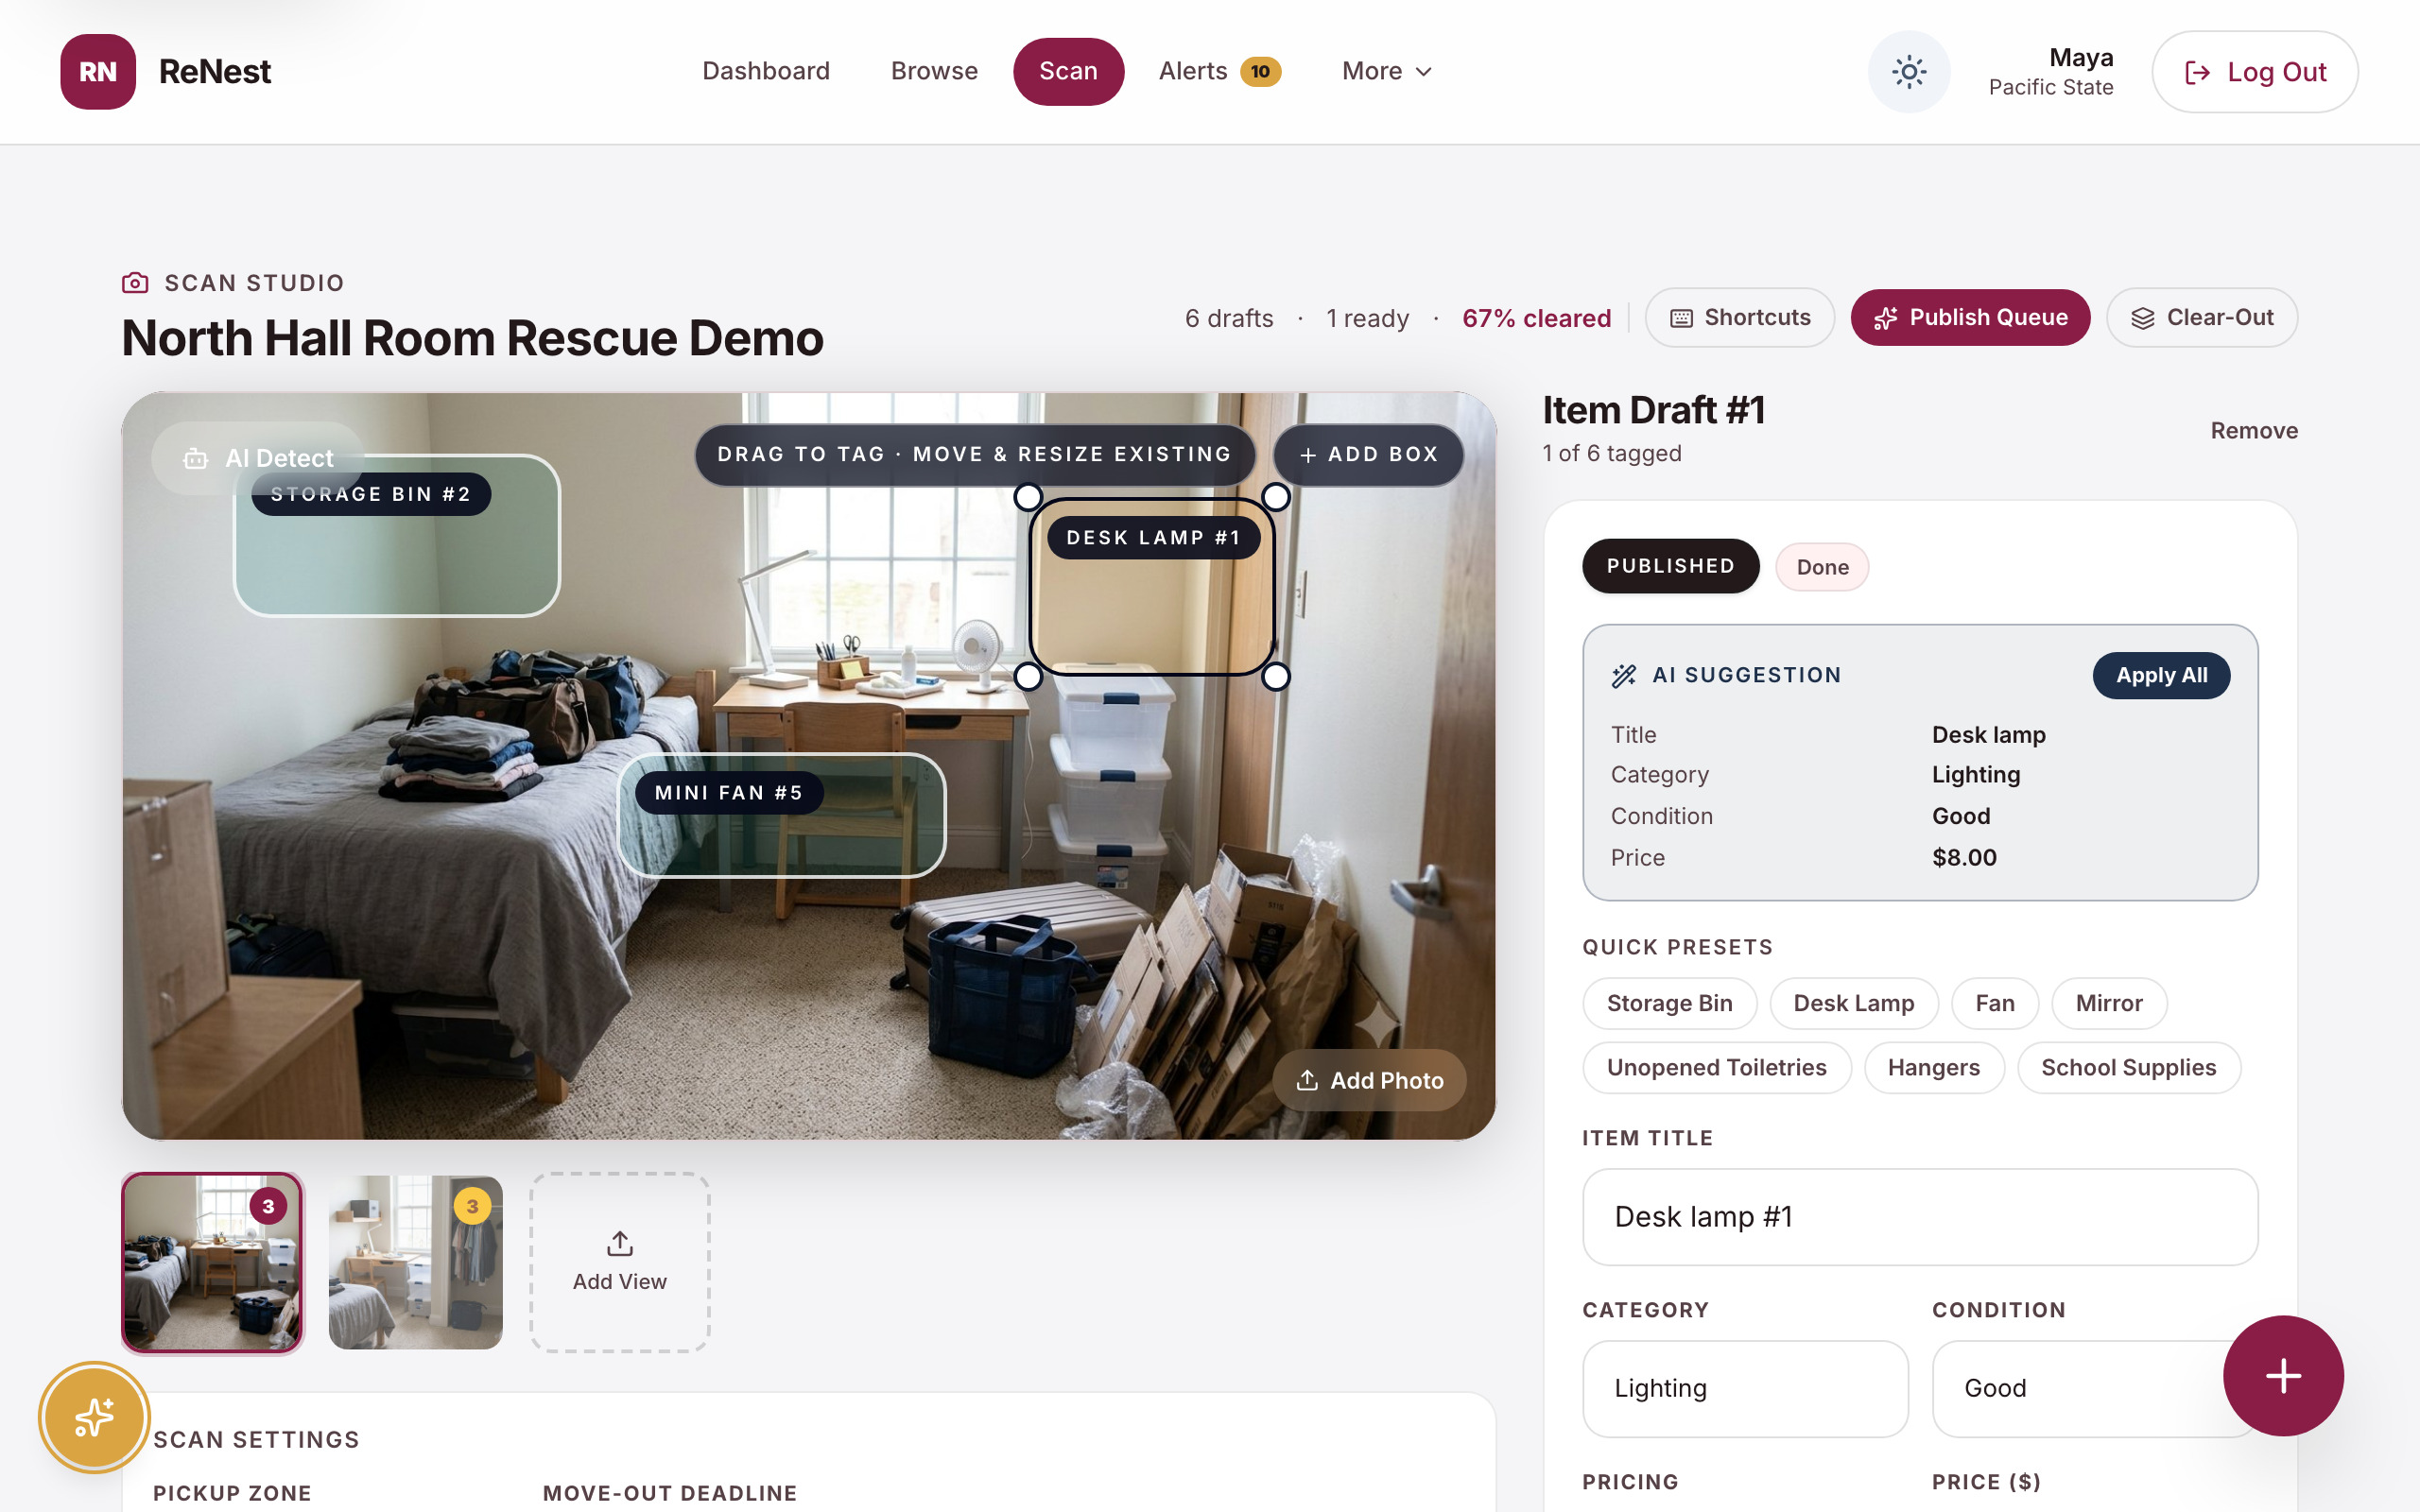 RN ReNest Dashboard Browse Scan Alerts 10 More Maya Log Out
Pacific State
SCAN STUDIO
North Hall Room Rescue Demo
6 drafts · 1 ready · 67% cleared Shortcuts Publish Queue Clear-Out
AI Detect
DRAG TO TAG · MOVE & RESIZE EXISTING
+ ADD BOX
STORAGE BIN #2
DESK LAMP #1
MINI FAN #5
Add Photo
3
3
Add View
SCAN SETTINGS
PICKUP ZONE
MOVE-OUT DEADLINE
Item Draft #1
1 of 6 tagged
Remove
PUBLISHED Done
AI SUGGESTION Apply All
Title Desk lamp
Category Lighting
Condition Good
Price $8.00
QUICK PRESETS
Storage Bin Desk Lamp Fan Mirror
Unopened Toiletries Hangers School Supplies
ITEM TITLE
Desk lamp #1
CATEGORY CONDITION
Lighting Good
PRICING PRICE ($)